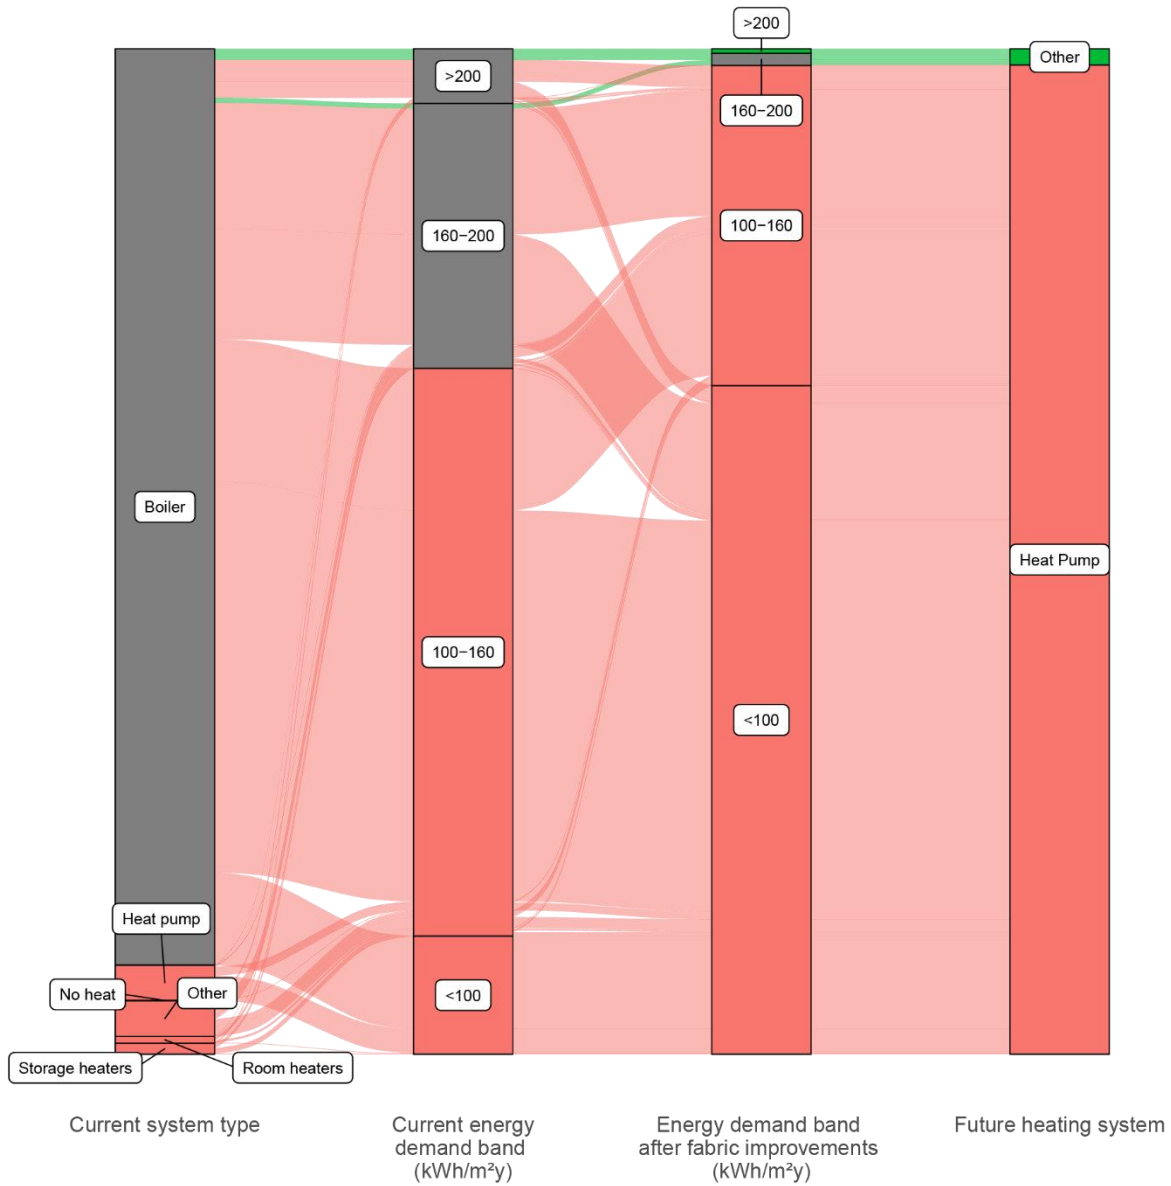 >200
>200
Other
160−200
160−200
100−160
Boiler
Heat Pump
100−160
<100
Heat pump
No heat
Other
<100
Storage heaters
Room heaters
Current system type
Current energy
demand band
(kWh/m²y)
Energy demand band
after fabric improvements
(kWh/m²y)
Future heating system